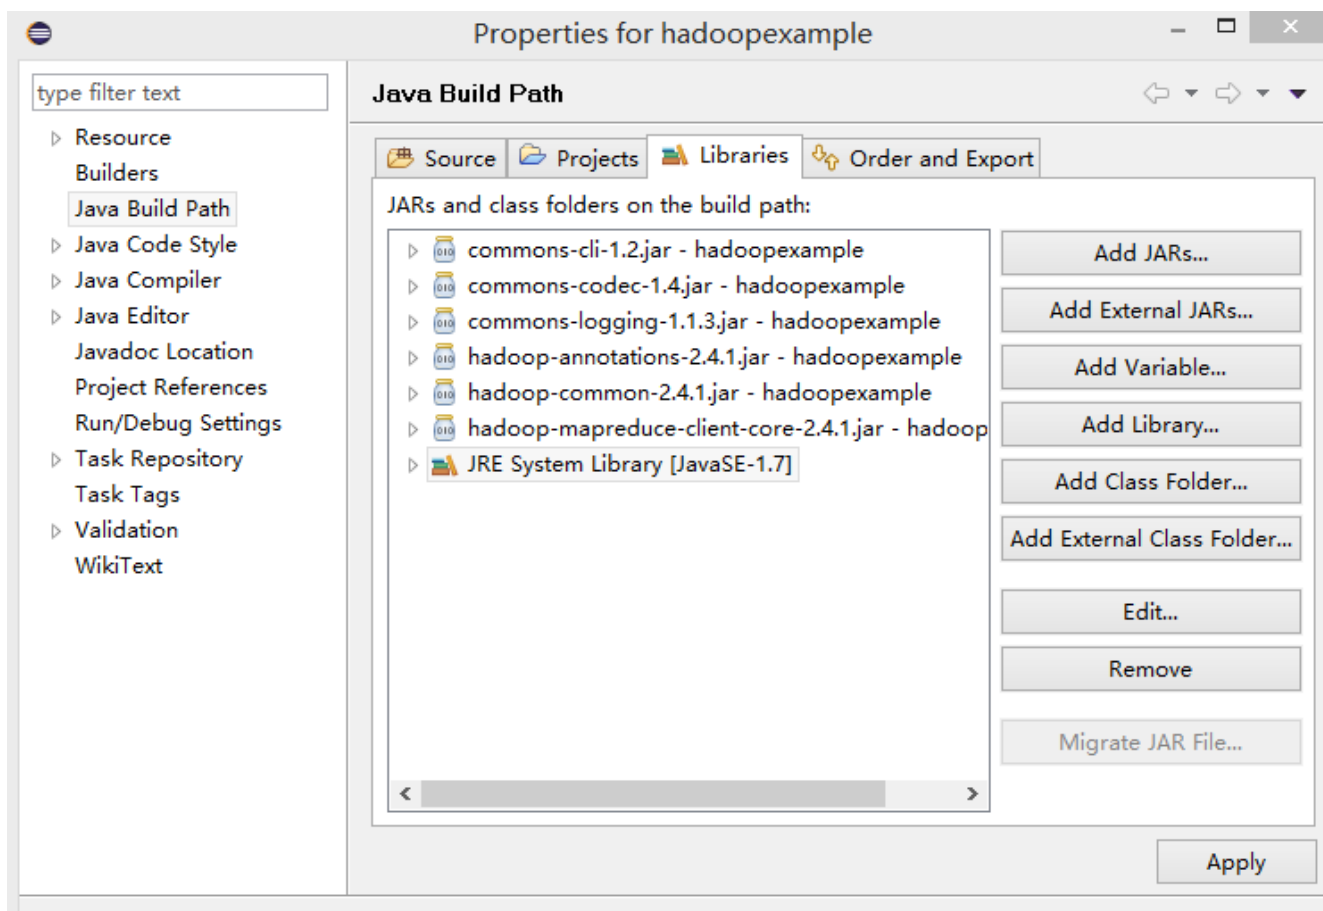 Properties for hadoopexample
type filter text
Resource
Builders
Java Build Path
Java Code Style
Java Compiler
Java Editor
Javadoc Location
Project References
Run/Debug Settings
Task Repository
Task Tags
Validation
WikiText
Java Build Path
Source Projects Libraries Order and Export
JARs and class folders on the build path:
commons-cli-1.2.jar - hadoopexample
commons-codec-1.4.jar - hadoopexample
commons-logging-1.1.3.jar - hadoopexample
hadoop-annotations-2.4.1.jar - hadoopexample
hadoop-common-2.4.1.jar - hadoopexample
hadoop-mapreduce-client-core-2.4.1.jar - hadoop
JRE System Library [JavaSE-1.7]
Add JARs...
Add External JARs...
Add Variable...
Add Library...
Add Class Folder...
Add External Class Folder...
Edit...
Remove
Migrate JAR File...
Apply